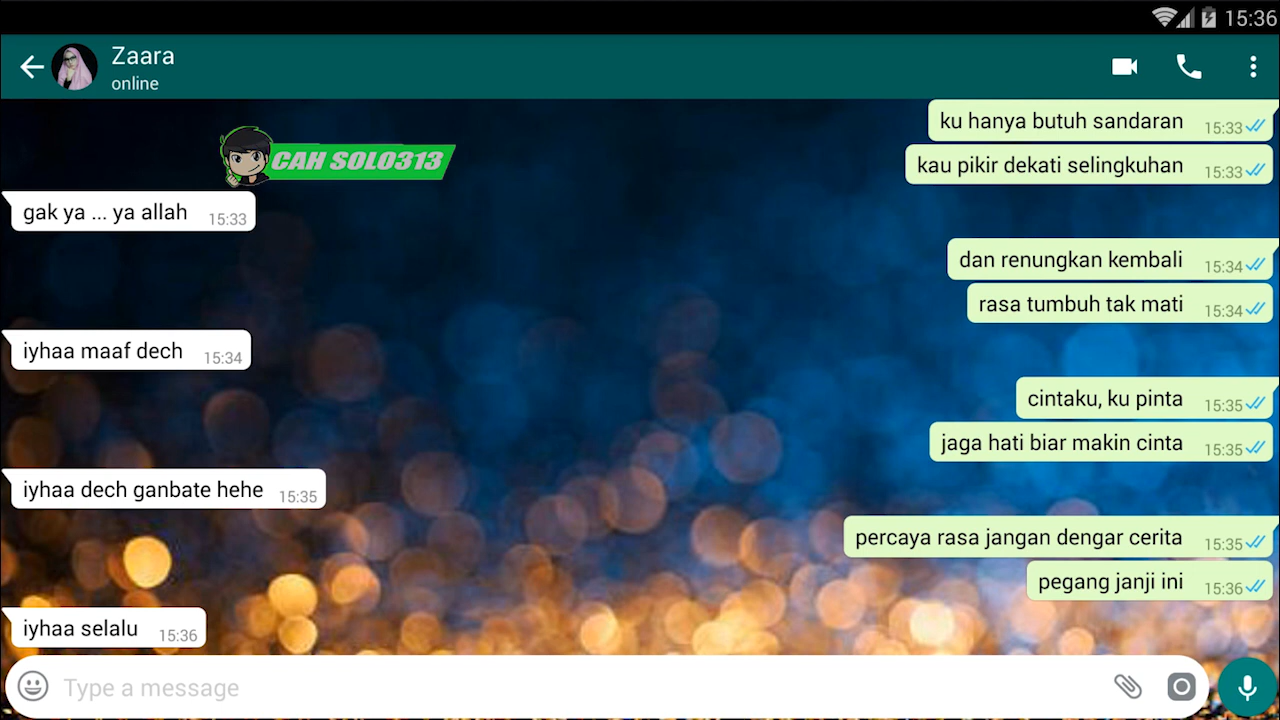 15:36
Zaara
online
ku hanya butuh sandaran 15:33
CAH SOLO313
kau pikir dekati selingkuhan 15:33
gak ya ... ya allah 15:33
dan renungkan kembali 15:34
rasa tumbuh tak mati 15:34
iyhaa maaf dech 15:34
cintaku, ku pinta 15:35
jaga hati biar makin cinta 15:35
iyhaa dech ganbate hehe 15:35
percaya rasa jangan dengar cerita 15:35
pegang janji ini 15:36
iyhaa selalu 15:36
Type a message